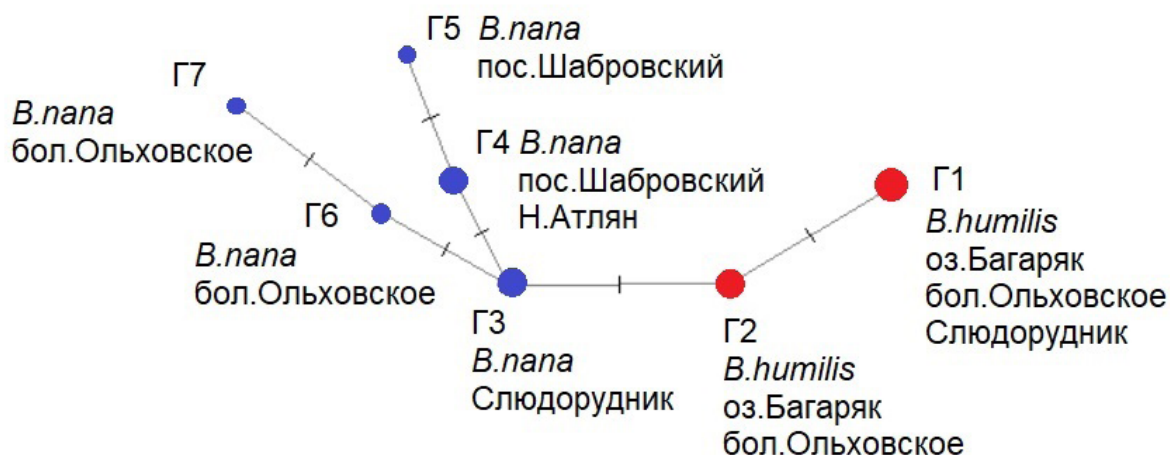 Г5 B.nana
пос.Шабровский
Г7
B.nana
бол.Ольховское
Г4 B.nana
пос.Шабровский
Н.Атлян
Г6
B.nana
бол.Ольховское
Г1
B.humilis
оз.Багаряк
бол.Ольховское
Слюдорудник
Г3
B.nana
Слюдорудник
Г2
B.humilis
оз.Багаряк
бол.Ольховское